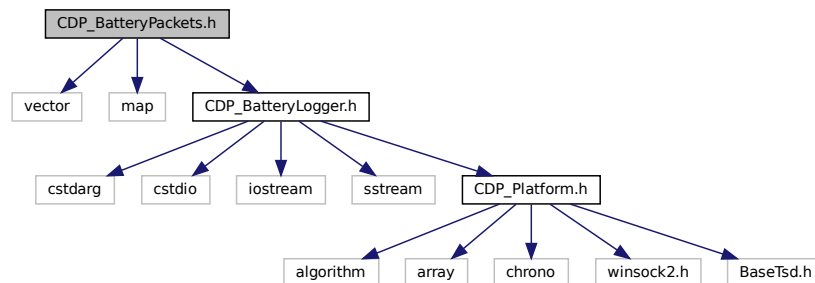 CDP_BatteryPackets.h
vector
map
CDP_BatteryLogger.h
cstdarg
cstdio
iostream
sstream
CDP_Platform.h
algorithm
array
chrono
winsock2.h
BaseTsd.h